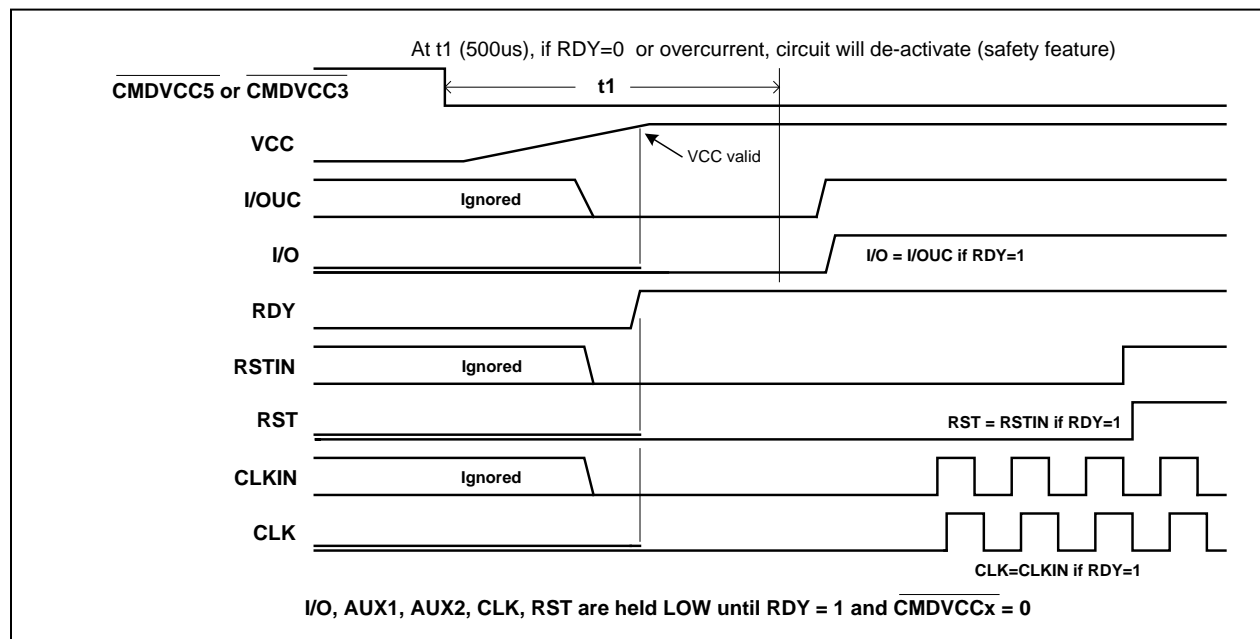 At t1 (500us), if RDY=0 or overcurrent, circuit will de-activate (safety feature)
CMDVCC5 or CMDVCC3
t1
VCC
VCC valid
I/OUC
Ignored
I/O
I/O = I/OUC if RDY=1
RDY
RSTIN
Ignored
RST
RST = RSTIN if RDY=1
CLKIN
Ignored
CLK
CLK=CLKIN if RDY=1
I/O, AUX1, AUX2, CLK, RST are held LOW until RDY = 1 and CMDVCCx = 0